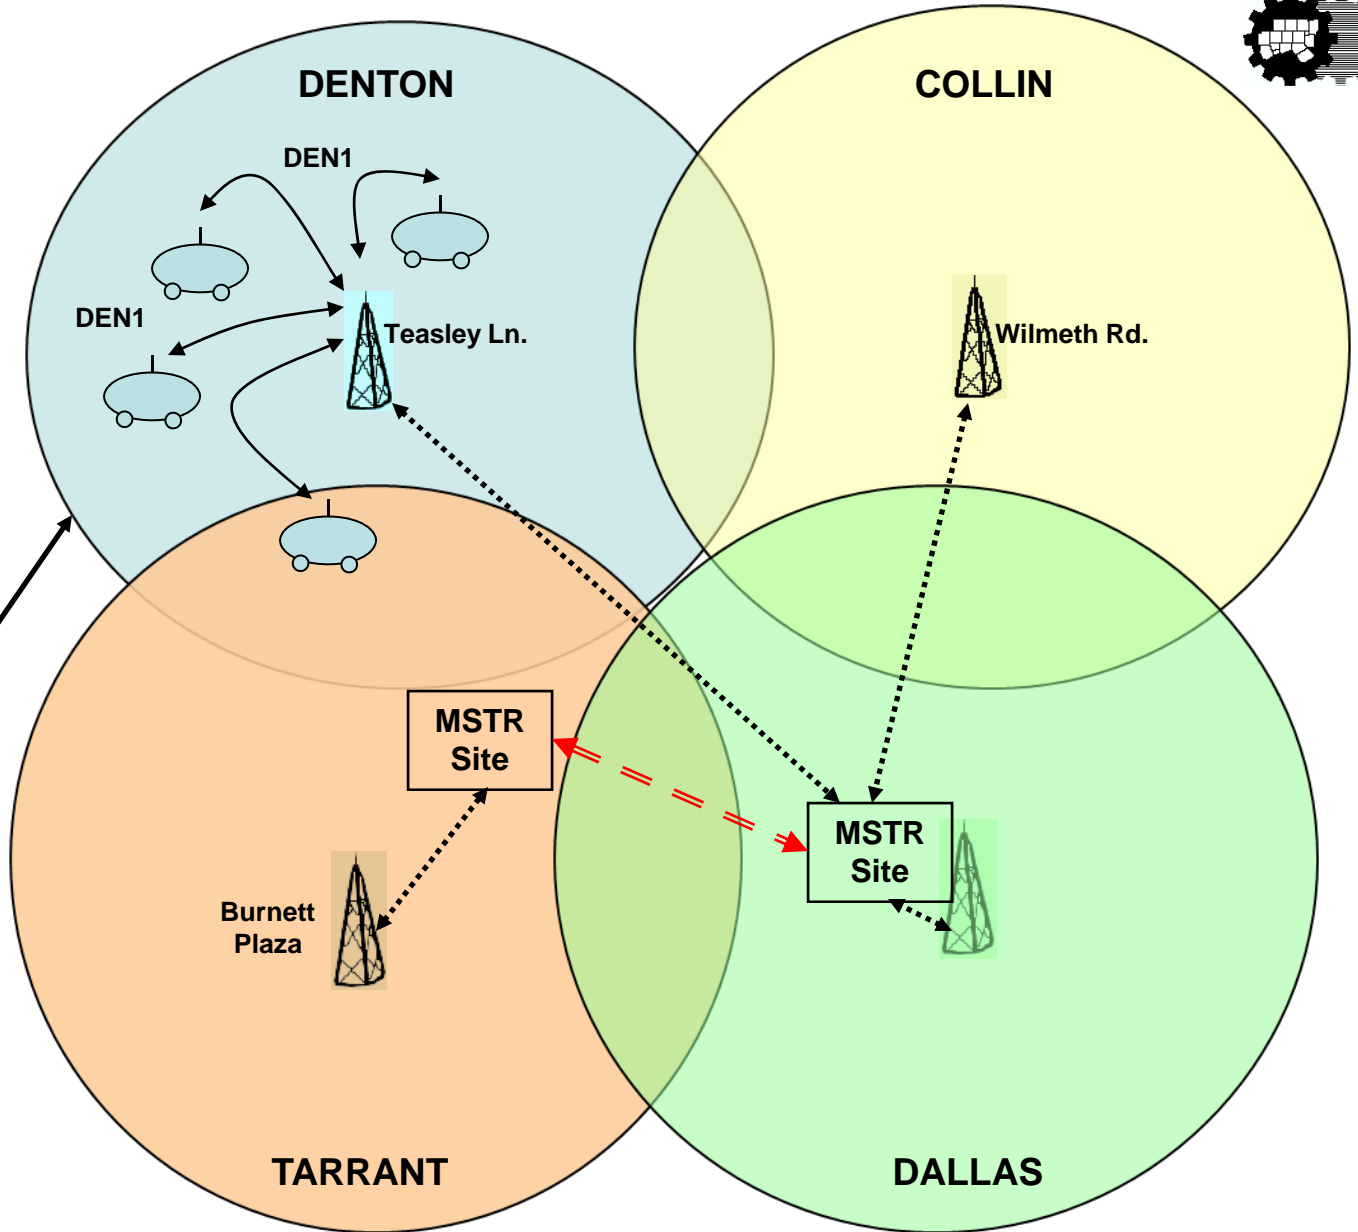 DENTON
COLLIN
DEN1
DEN1
Teasley Ln.
Wilmeth Rd.
MSTR
Site
MSTR
Site
Burnett
Plaza
TARRANT
DALLAS